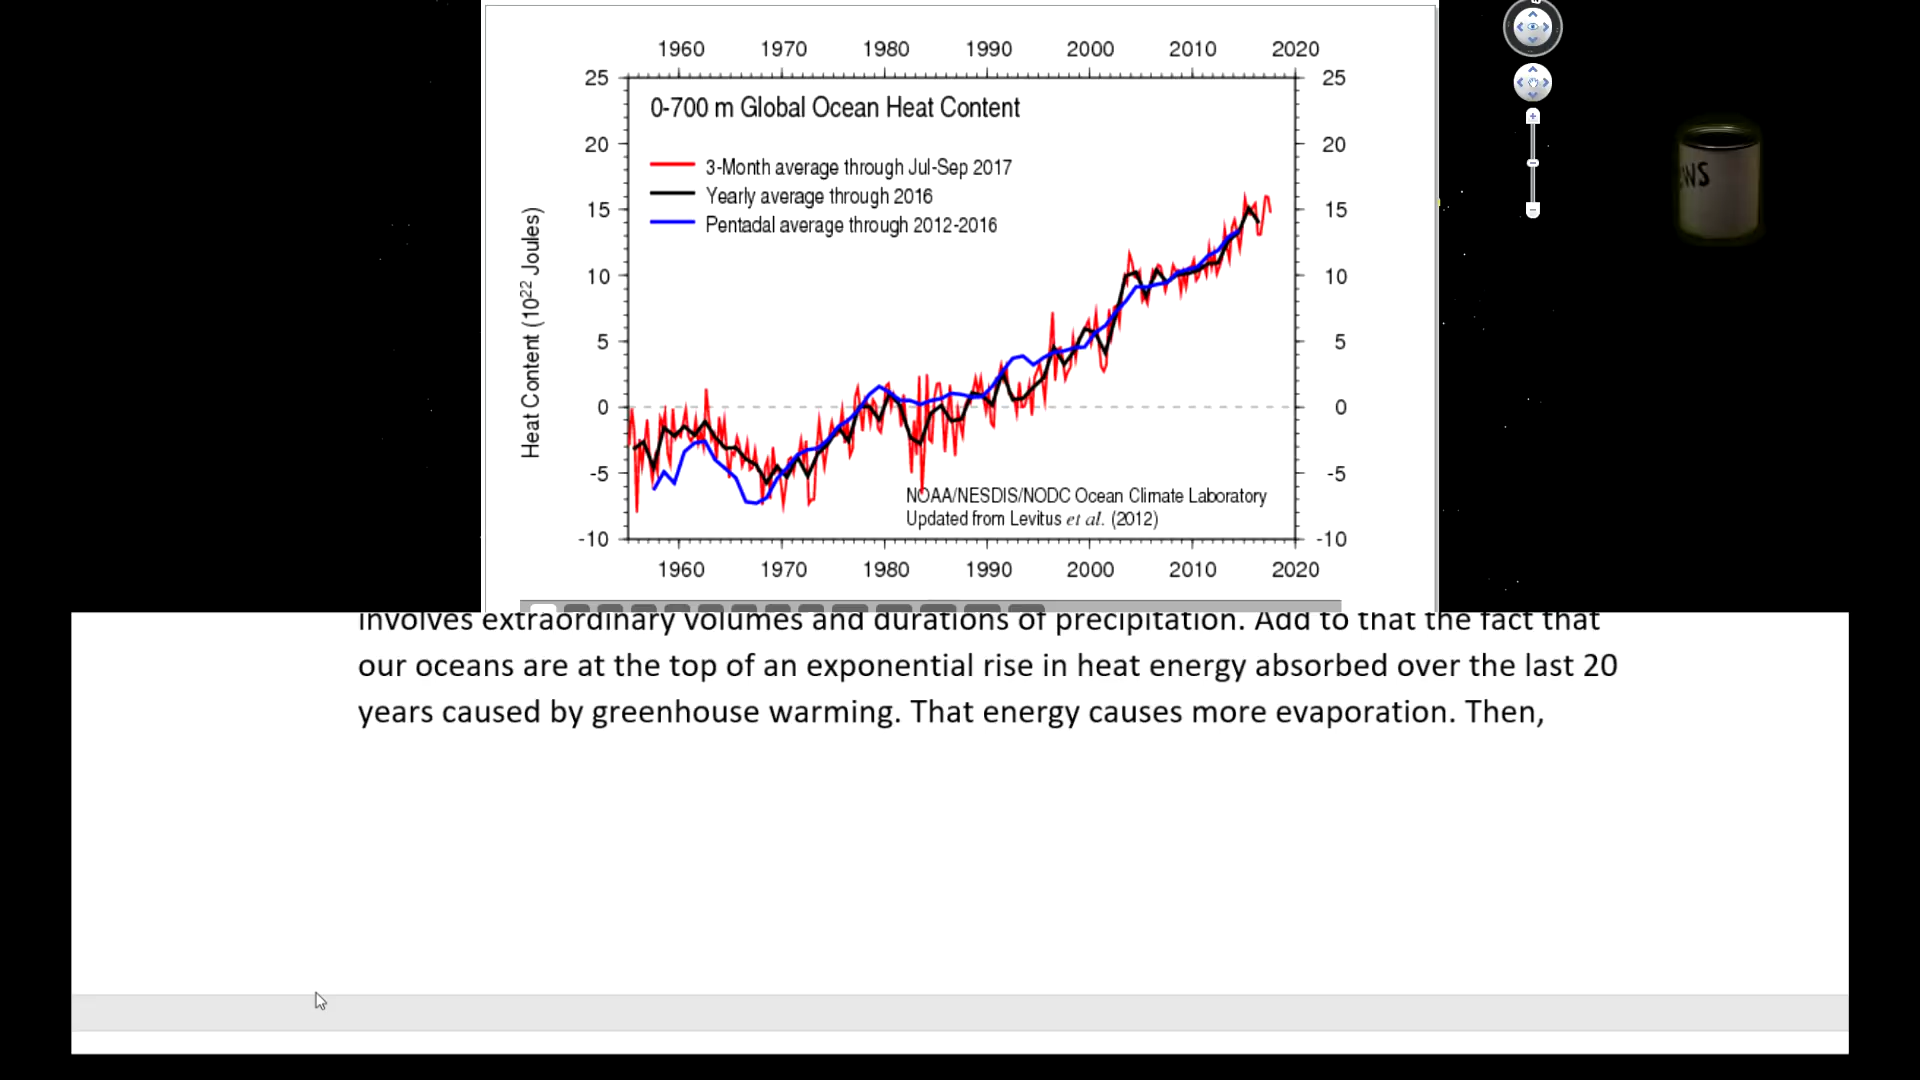 1960 1970 1980 1990 2000 2010 2020
25 25
0-700 m Global Ocean Heat Content
20 20
3-Month average through Jul-Sep 2017
Yearly average through 2016
15 15
Pentadal average through 2012-2016
Heat Content (10²² Joules)
10 10
5 5
0 0
-5 -5
NOAA/NESDIS/NODC Ocean Climate Laboratory
Updated from Levitus et al. (2012)
-10 -10
1960 1970 1980 1990 2000 2010 2020
involves extraordinary volumes and durations of precipitation. Add to that the fact that
our oceans are at the top of an exponential rise in heat energy absorbed over the last 20
years caused by greenhouse warming. That energy causes more evaporation. Then,